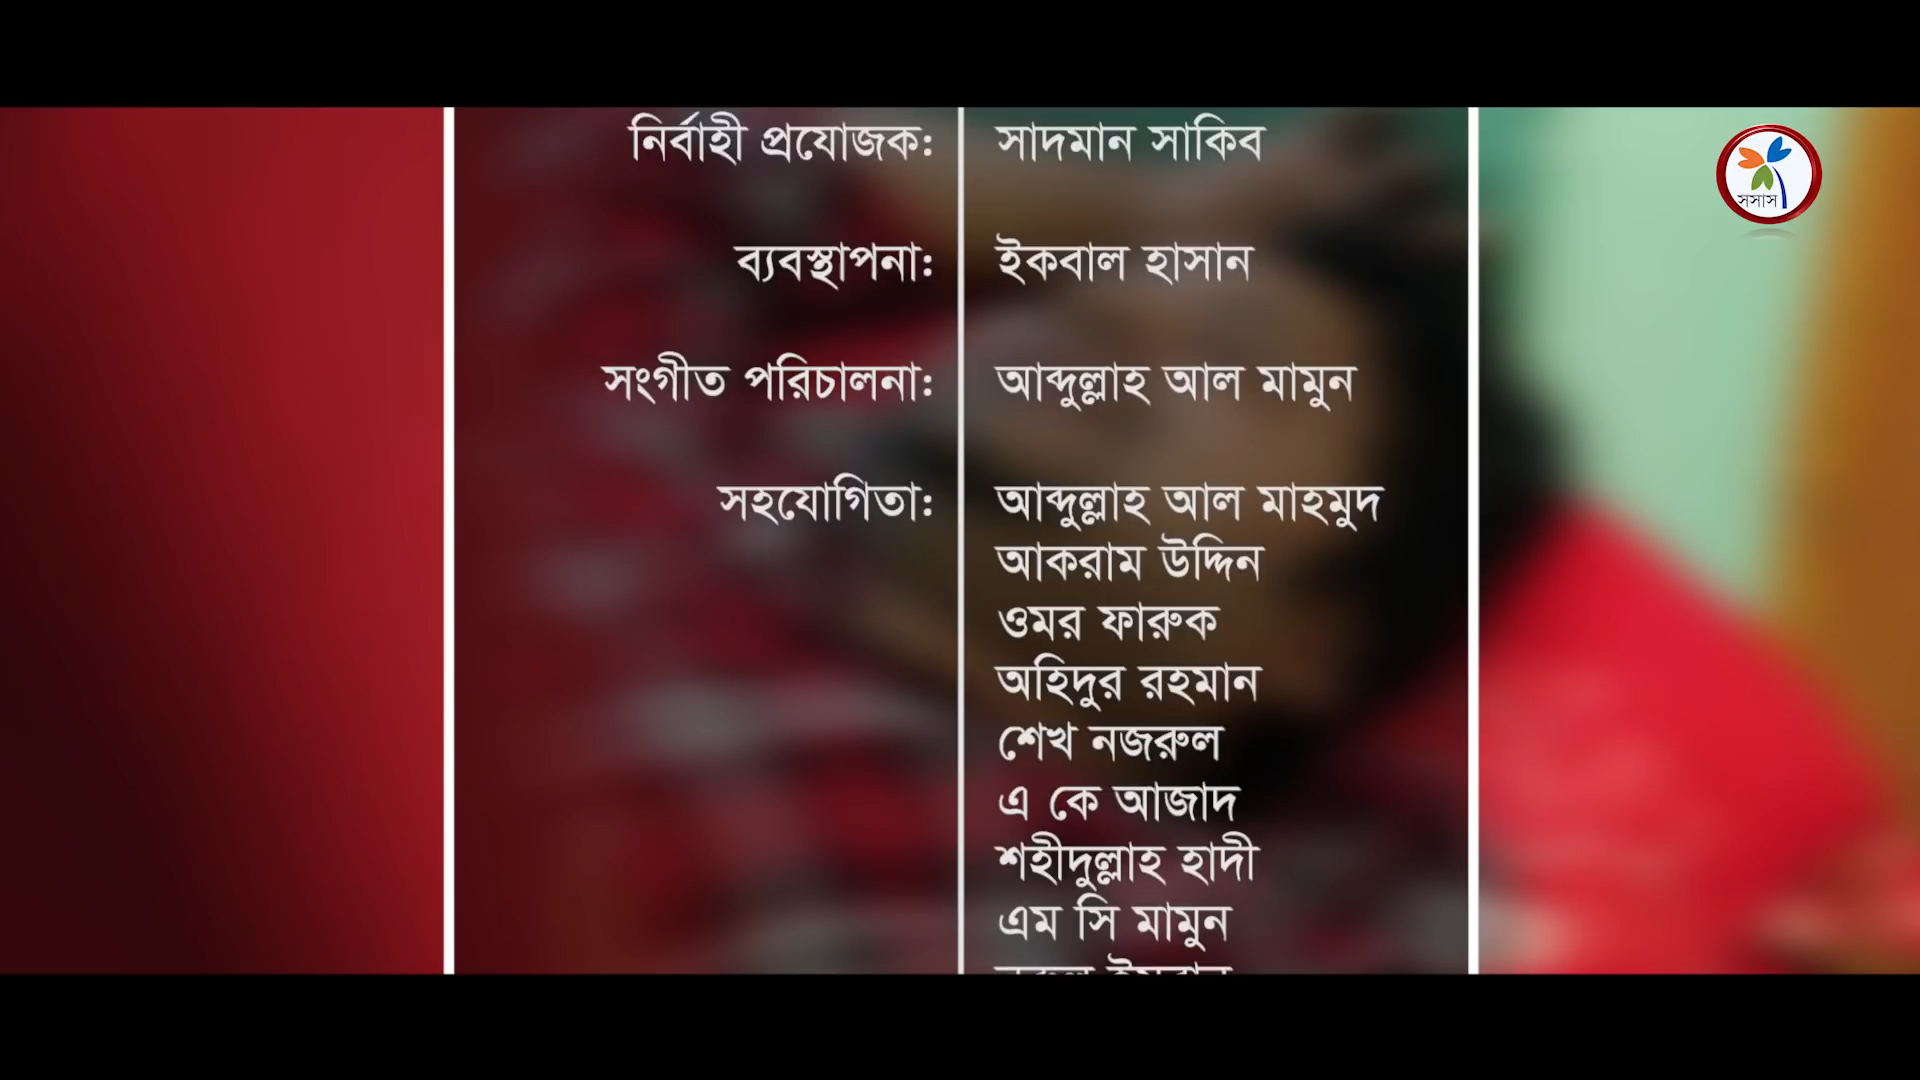 নির্বাহী প্রযোজক: সাদমান সাকিব
সসাস
ব্যবস্থাপনা: ইকবাল হাসান
সংগীত পরিচালনা: আব্দুল্লাহ আল মামুন
সহযোগিতা: আব্দুল্লাহ আল মাহমুদ
আকরাম উদ্দিন
ওমর ফারুক
অহিদুর রহমান
শেখ নজরুল
এ কে আজাদ
শহীদুল্লাহ হাদী
এম সি মামুন